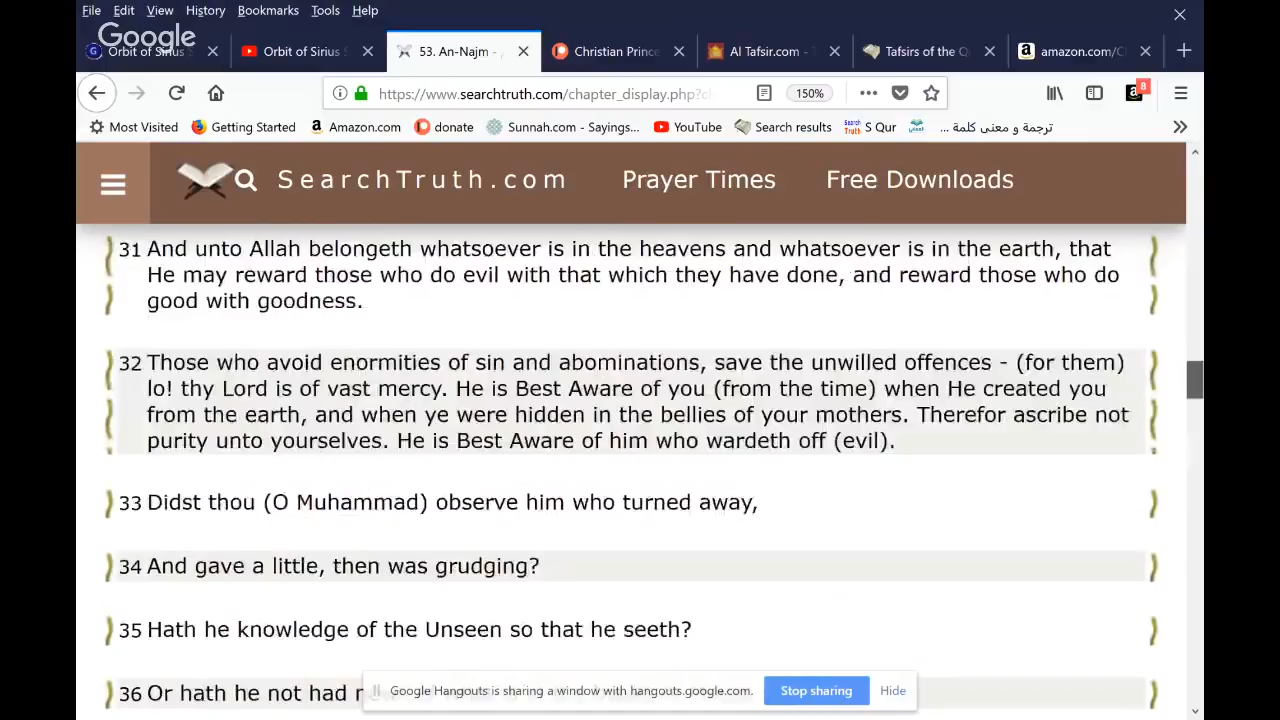 File Edit View History Bookmarks Tools Help
Google
Orbit of Sirius S
Orbit of Sirius S
53. An-Najm -
Christian Prince
Al Tafsir.com - T
Tafsirs of the Q
amazon.com/C
https://www.searchtruth.com/chapter_display.php?c
150%
8
Most Visited Getting Started Amazon.com donate Sunnah.com - Sayings... YouTube Search results S Qur ترجمة و معنى كلمة ...
SearchTruth.com Prayer Times Free Downloads
31 And unto Allah belongeth whatsoever is in the heavens and whatsoever is in the earth, that
He may reward those who do evil with that which they have done, and reward those who do
good with goodness.
32 Those who avoid enormities of sin and abominations, save the unwilled offences - (for them)
lo! thy Lord is of vast mercy. He is Best Aware of you (from the time) when He created you
from the earth, and when ye were hidden in the bellies of your mothers. Therefor ascribe not
purity unto yourselves. He is Best Aware of him who wardeth off (evil).
33 Didst thou (O Muhammad) observe him who turned away,
34 And gave a little, then was grudging?
35 Hath he knowledge of the Unseen so that he seeth?
36 Or hath he not had
Google Hangouts is sharing a window with hangouts.google.com. Stop sharing Hide